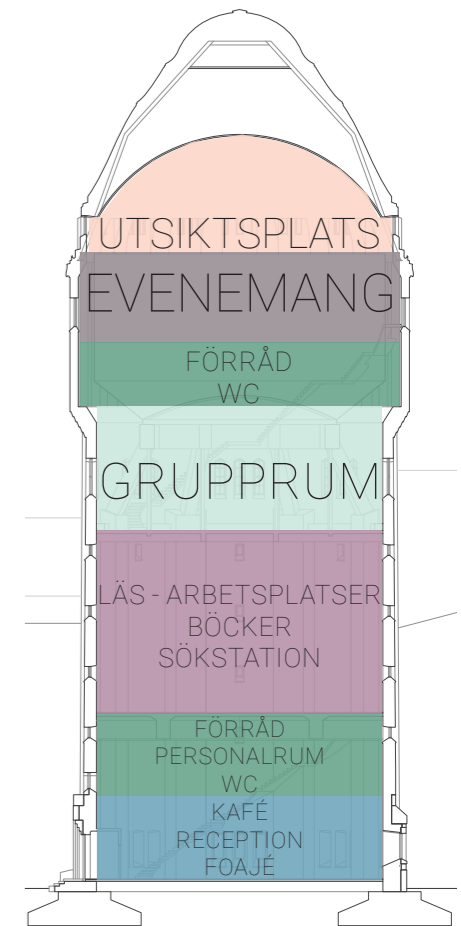 UTSIKTSPLATS
EVENEMANG
FÖRRÅD
WC
GRUPPRUM
LÄS - ARBETSPLATSER
BÖCKER
SÖKSTATION
FÖRRÅD
PERSONALRUM
WC
KAFÉ
RECEPTION
FOAJÉ